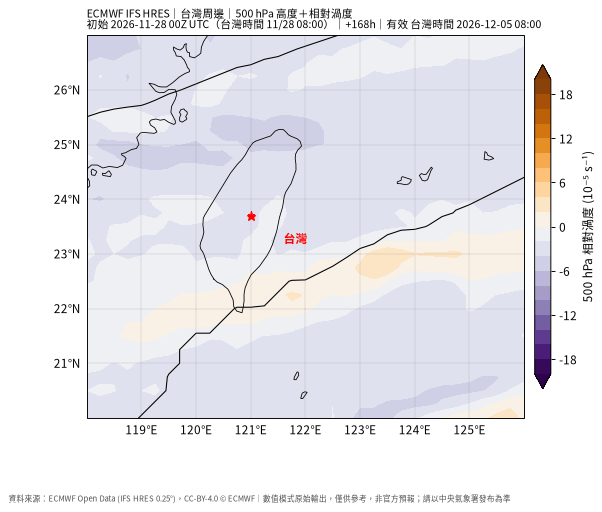 ECMWF IFS HRES｜台灣周邊｜500 hPa 高度＋相對渦度
初始 2026-11-28 00Z UTC（台灣時間 11/28 08:00）｜+168h｜有效 台灣時間 2026-12-05 08:00
26°N
25°N
24°N
23°N
22°N
21°N
119°E
120°E
121°E
122°E
123°E
124°E
125°E
台灣
18
12
6
0
-6
-12
-18
500 hPa 相對渦度 (10⁻⁵ s⁻¹)
資料來源：ECMWF Open Data (IFS HRES 0.25°)，CC-BY-4.0 © ECMWF｜數值模式原始輸出，僅供參考，非官方預報；請以中央氣象署發布為準